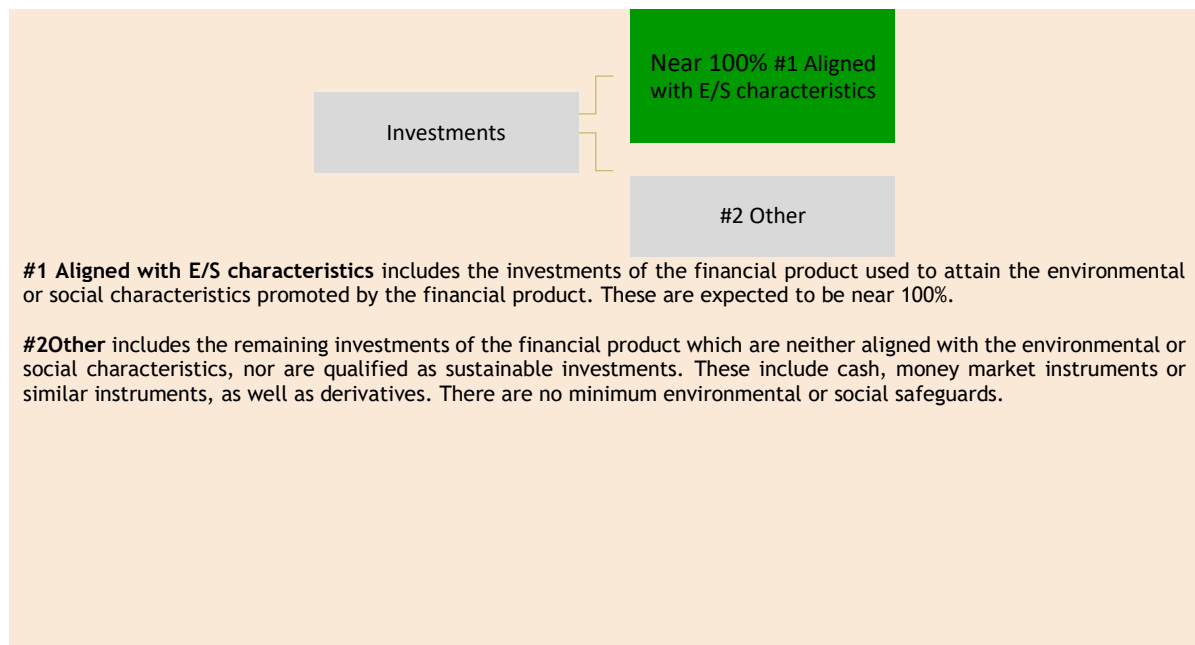 Near 100% #1 Aligned
with E/S characteristics
Investments
#2 Other
#1 Aligned with E/S characteristics includes the investments of the financial product used to attain the environmental
or social characteristics promoted by the financial product. These are expected to be near 100%.
#2Other includes the remaining investments of the financial product which are neither aligned with the environmental or
social characteristics, nor are qualified as sustainable investments. These include cash, money market instruments or
similar instruments, as well as derivatives. There are no minimum environmental or social safeguards.